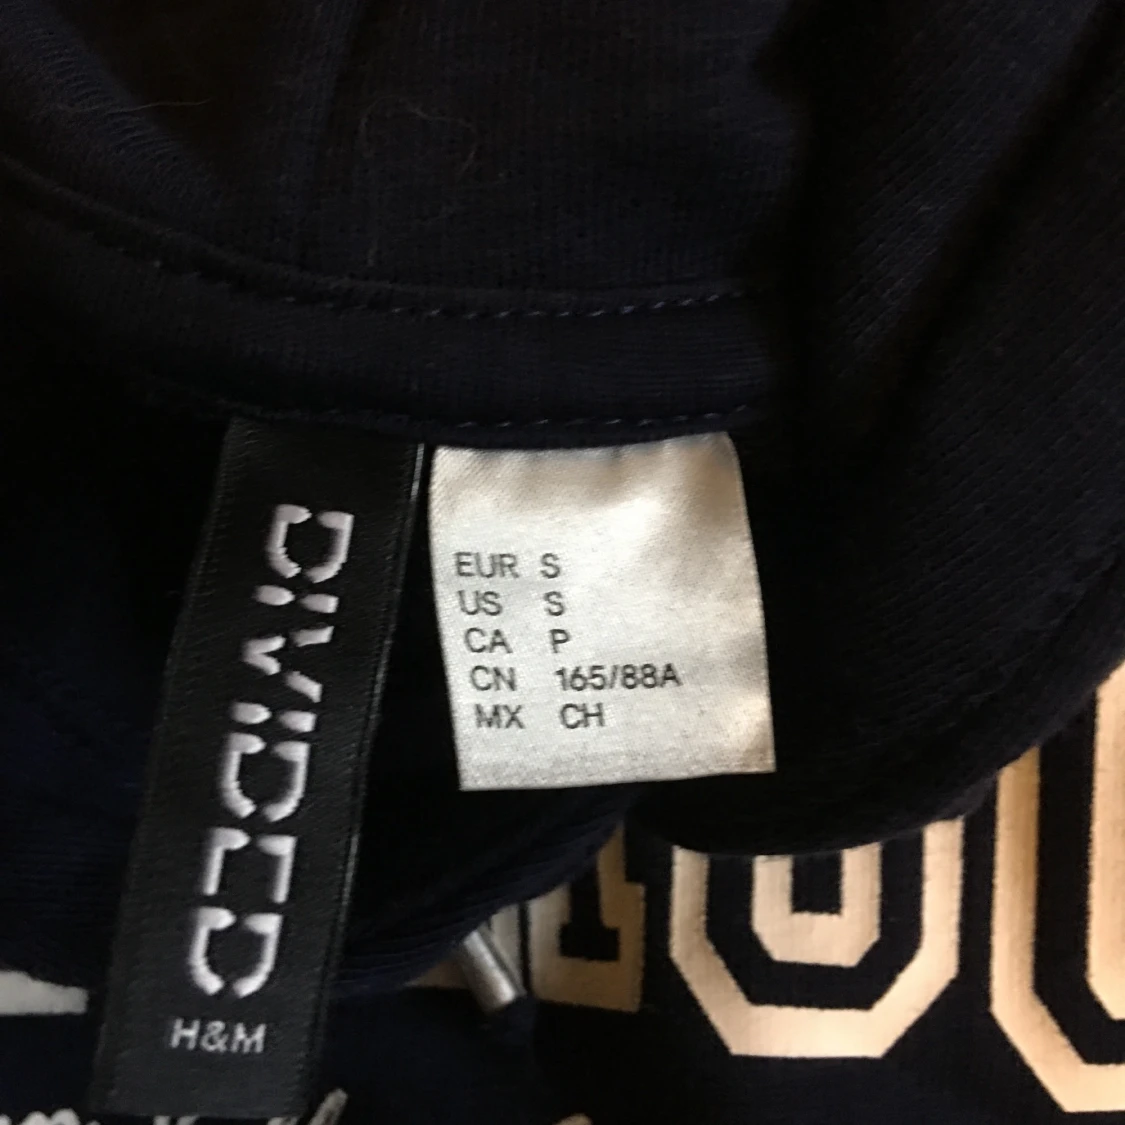 DIVIDED
H&M
EUR S
US S
CA P
CN 165/88A
MX CH